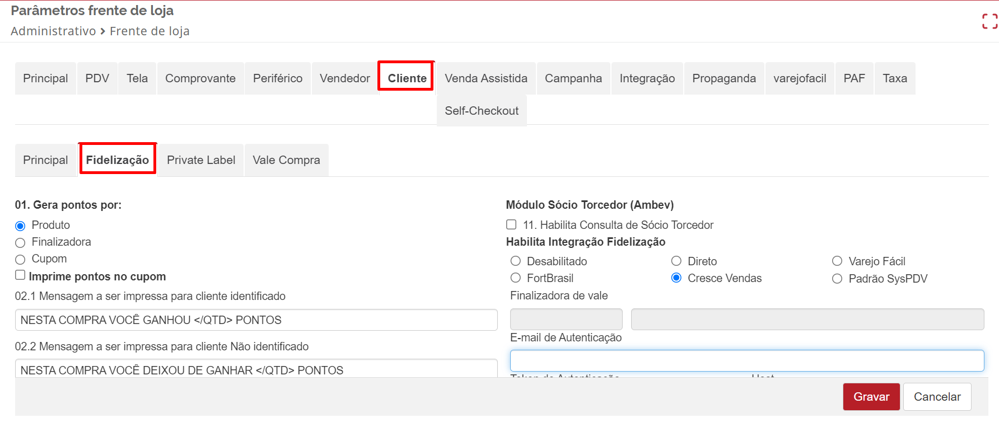 Parâmetros frente de loja
Administrativo > Frente de loja
Principal PDV Tela Comprovante Periférico Vendedor Cliente Venda Assistida Campanha Integração Propaganda varejofacil PAF Taxa
Self-Checkout
Principal Fidelização Private Label Vale Compra
01. Gera pontos por:
Produto
Finalizadora
Cupom
Imprime pontos no cupom
02.1 Mensagem a ser impressa para cliente identificado
NESTA COMPRA VOCÊ GANHOU </QTD> PONTOS
02.2 Mensagem a ser impressa para cliente Não identificado
NESTA COMPRA VOCÊ DEIXOU DE GANHAR </QTD> PONTOS
Módulo Sócio Torcedor (Ambev)
11. Habilita Consulta de Sócio Torcedor
Habilita Integração Fidelização
Desabilitado Direto Varejo Fácil
FortBrasil Cresce Vendas Padrão SysPDV
Finalizadora de vale
E-mail de Autenticação
Token de Autenticação Host
Gravar Cancelar